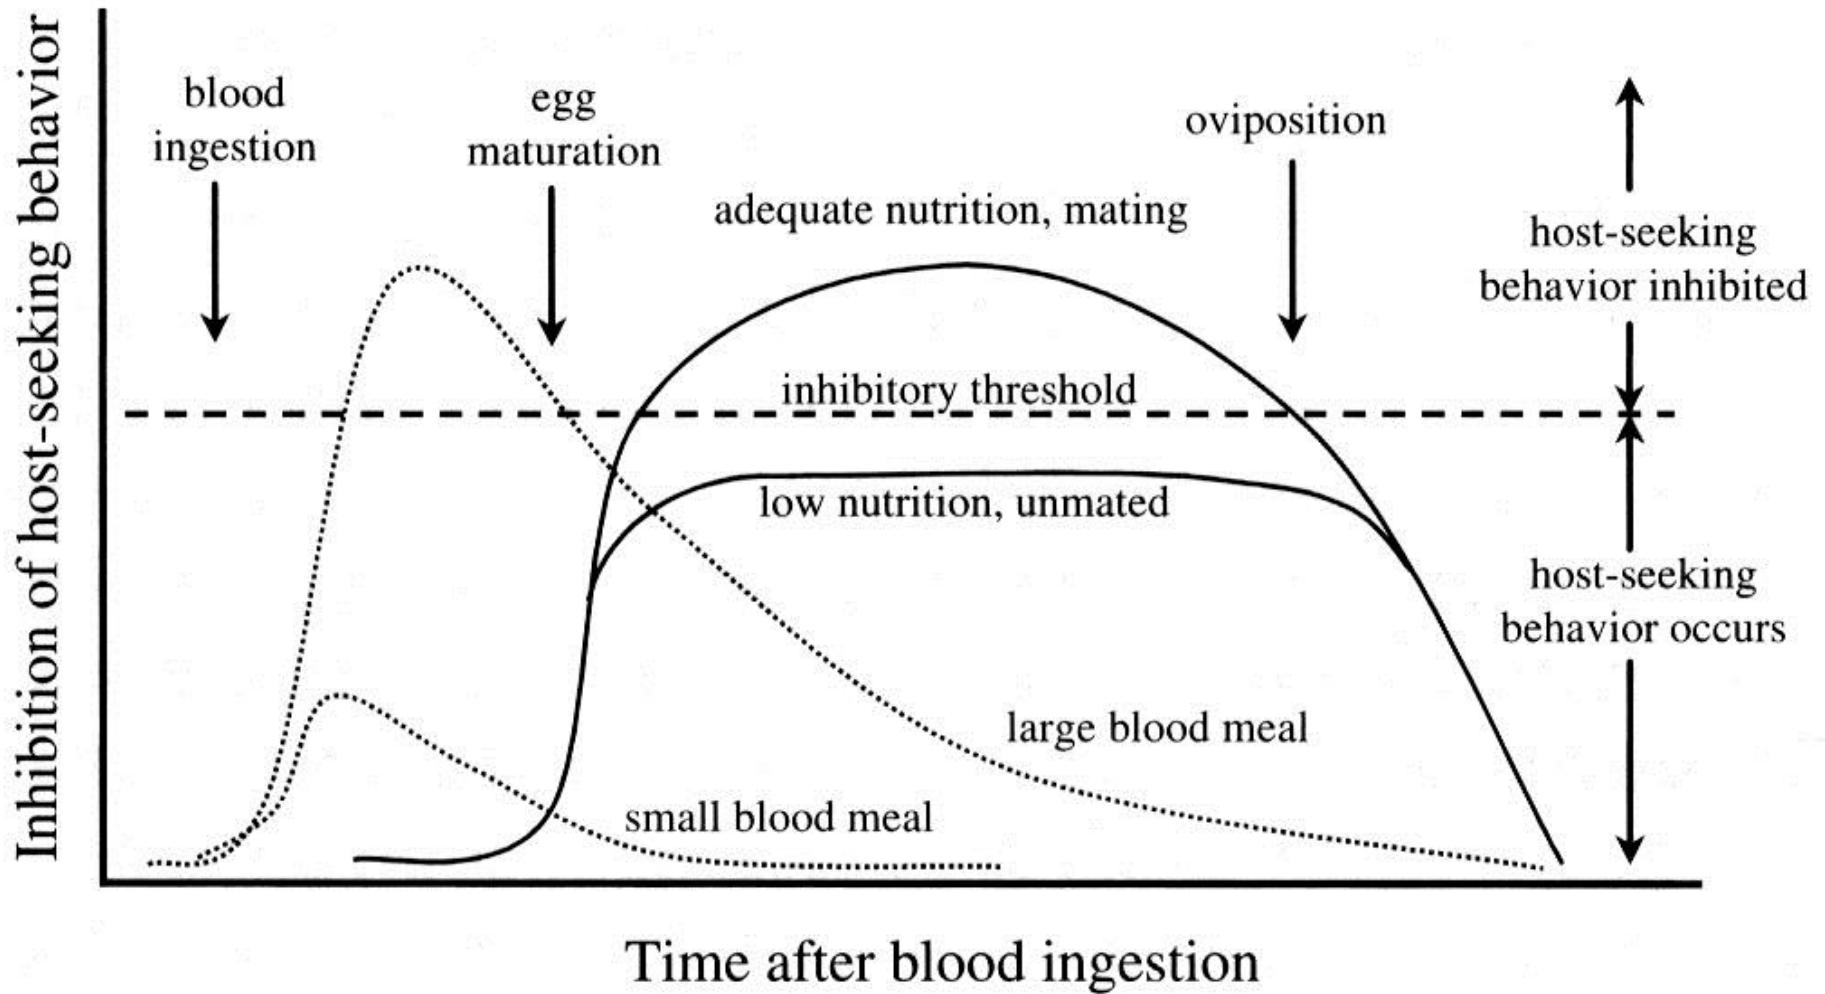 Inhibition of host-seeking behavior
blood
ingestion
egg
maturation
oviposition
adequate nutrition, mating
host-seeking
behavior inhibited
inhibitory threshold
low nutrition, unmated
host-seeking
behavior occurs
large blood meal
small blood meal
Time after blood ingestion